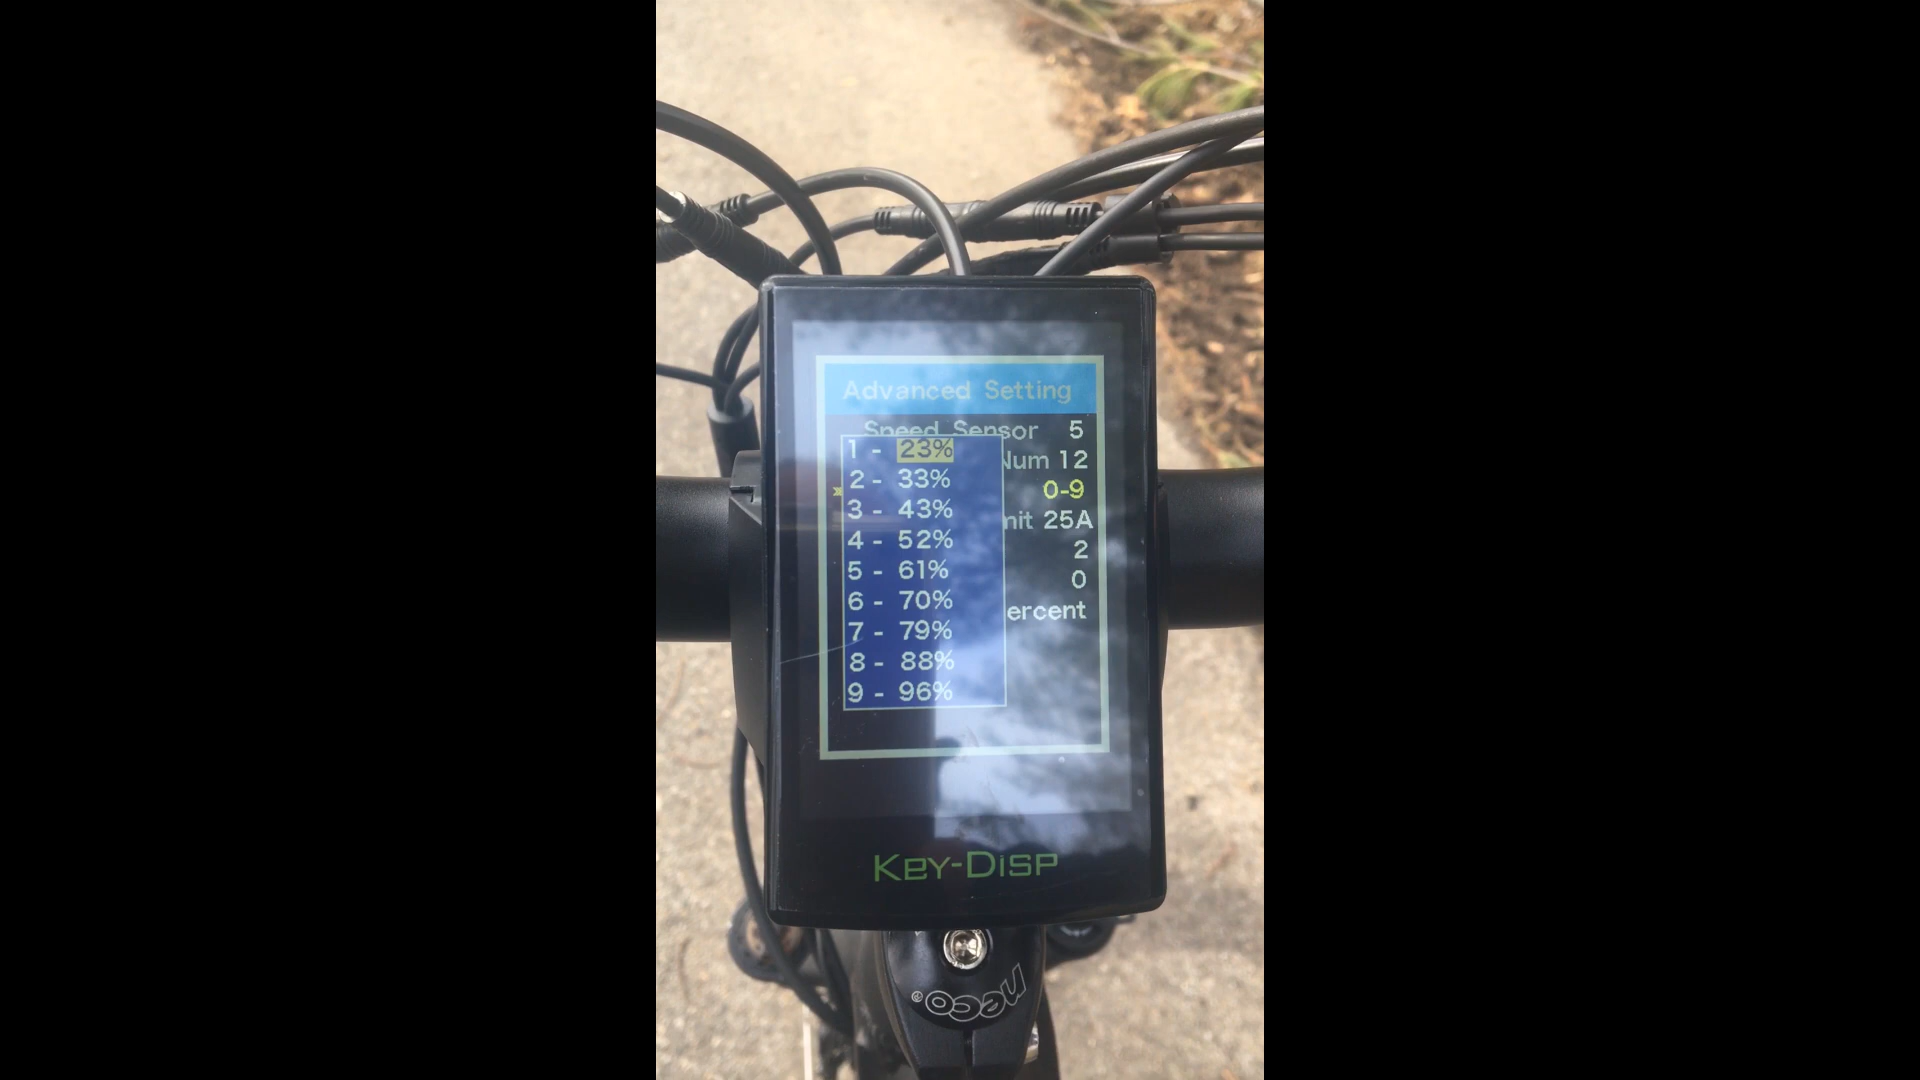 Advanced Setting
Speed Sensor 5
Num 12
0-9
mit 25A
2
0
ercent
1 - 23%
2 - 33%
3 - 43%
4 - 52%
5 - 61%
6 - 70%
7 - 79%
8 - 88%
9 - 96%
KEY-DISP
neco®